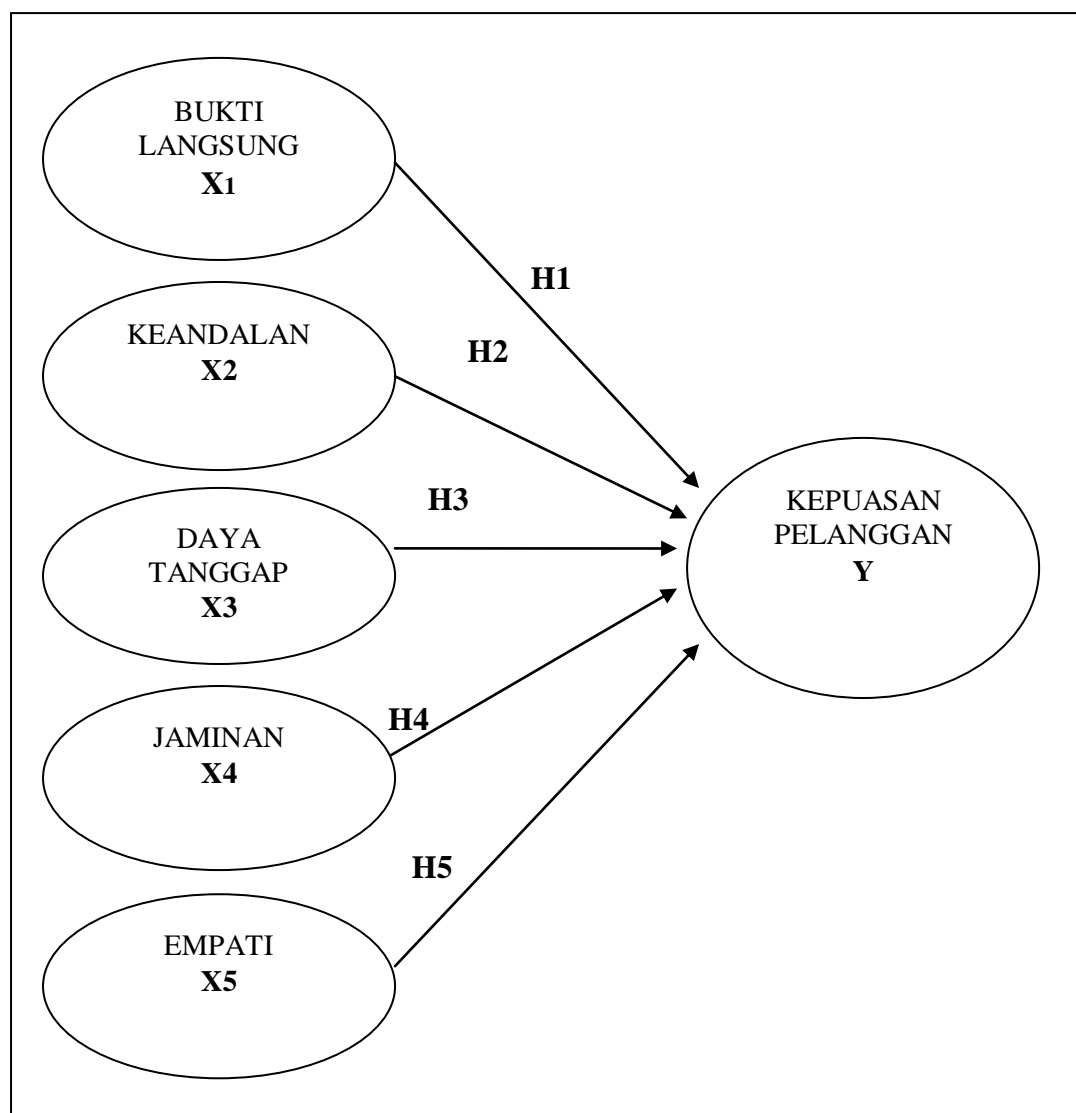 BUKTI
LANGSUNG
X1
H1
KEANDALAN
X2
H2
DAYA
TANGGAP
X3
H3
KEPUASAN
PELANGGAN
Y
JAMINAN
X4
H4
EMPATI
X5
H5